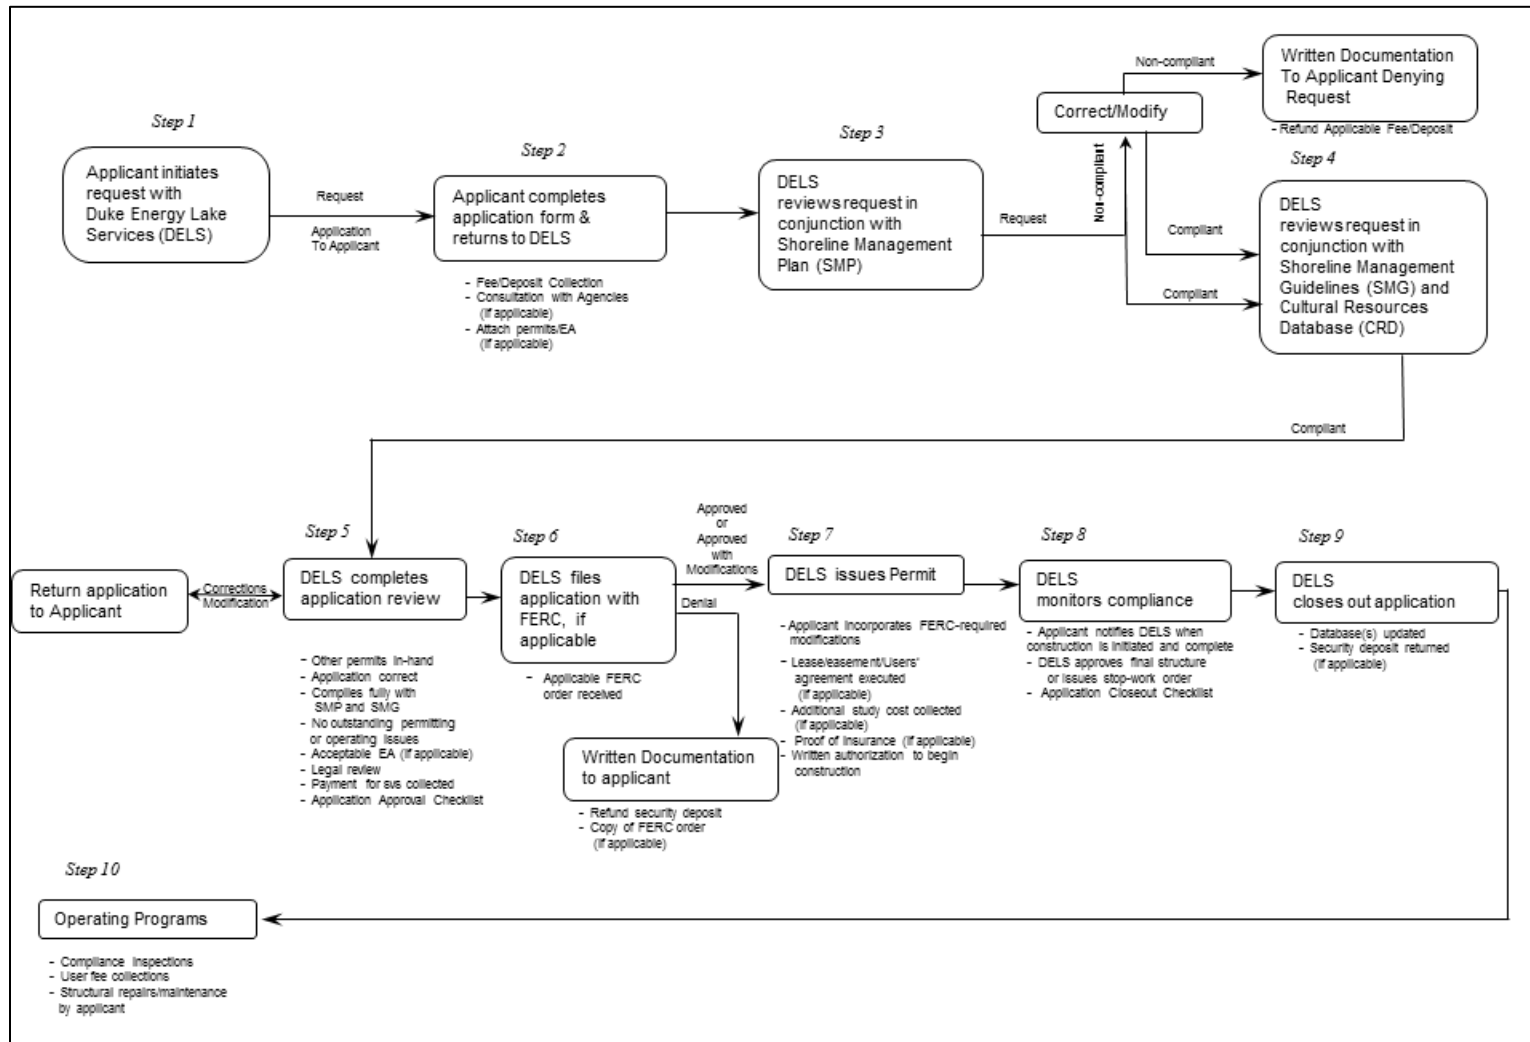 Step 1
Applicant initiates
request with
Duke Energy Lake
Services (DELS)
Request
Application
To Applicant
Step 2
Applicant completes
application form &
returns to DELS
- Fee/Deposit Collection
- Consultation with Agencies
(if applicable)
- Attach permits/EA
(if applicable)
Step 3
DELS
reviews request in
conjunction with
Shoreline Management
Plan (SMP)
Request
Non-compliant
Correct/Modify
Non-compliant
Written Documentation
To Applicant Denying
Request
- Refund Applicable Fee/Deposit
Compliant
Compliant
Step 4
DELS
reviews request in
conjunction with
Shoreline Management
Guidelines (SMG) and
Cultural Resources
Database (CRD)
Compliant
Return application
to Applicant
Corrections
Modification
Step 5
DELS completes
application review
- Other permits in-hand
- Application correct
- Complies fully with
SMP and SMG
- No outstanding permitting
or operating issues
- Acceptable EA (if applicable)
- Legal review
- Payment for svs collected
- Application Approval Checklist
Step 6
DELS files
application with
FERC, if
applicable
- Applicable FERC
order received
Approved
or
Approved
with
Modifications
Denial
Written Documentation
to applicant
- Refund security deposit
- Copy of FERC order
(if applicable)
Step 7
DELS issues Permit
- Applicant incorporates FERC-required
modifications
- Lease/easement/Users'
agreement executed
(if applicable)
- Additional study cost collected
(if applicable)
- Proof of Insurance (if applicable)
- Written authorization to begin
construction
Step 8
DELS
monitors compliance
- Applicant notifies DELS when
construction is initiated and complete
- DELS approves final structure
or issues stop-work order
- Application Closeout Checklist
Step 9
DELS
closes out application
- Database(s) updated
- Security deposit returned
(if applicable)
Step 10
Operating Programs
- Compliance Inspections
- User fee collections
- Structural repairs/maintenance
by applicant